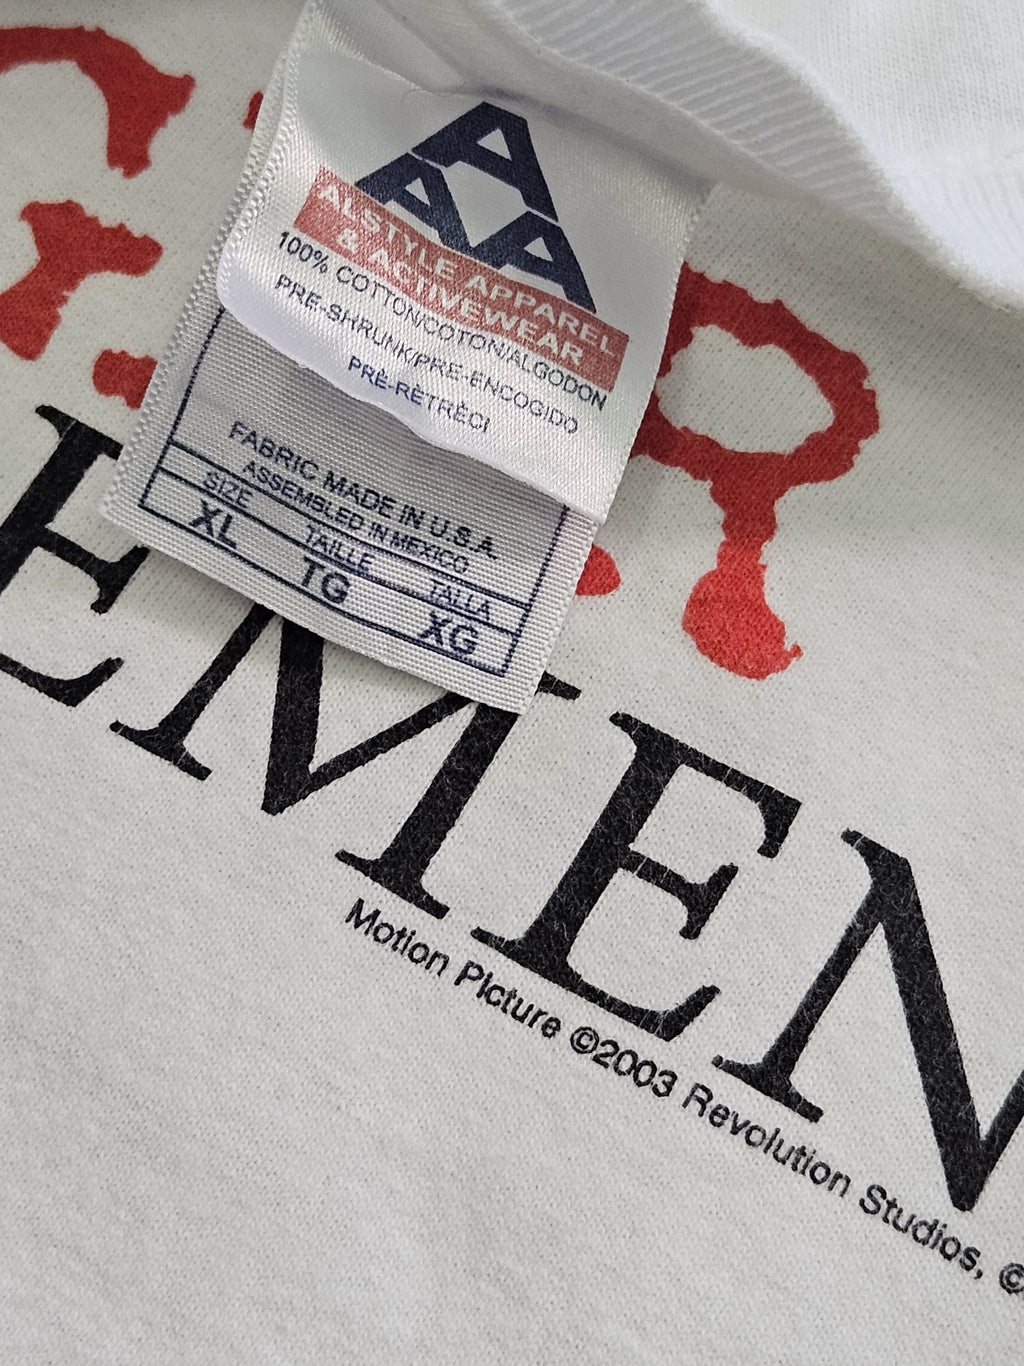 AAA
ALSTYLE APPAREL
& ACTIVEWEAR
100% COTTON/COTON/ALGODON
PRE-SHRUNK/PRE-ENCOGIDO
PRÉ-RÉTRÉCI
FABRIC MADE IN U.S.A.
ASSEMBLED IN MEXICO
SIZE TAILLE TALLA
XL TG XG
EMEN
Motion Picture ©2003 Revolution Studios, ©